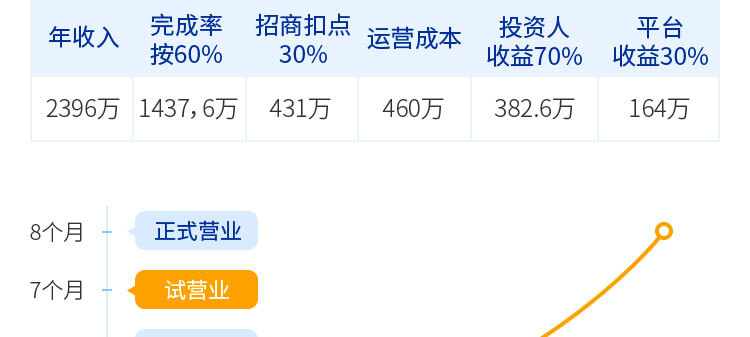 年收入 完成率 招商扣点 运营成本 投资人 平台
按60% 30% 收益70% 收益30%
2396万 1437,6万 431万 460万 382.6万 164万
8个月 正式营业
7个月 试营业